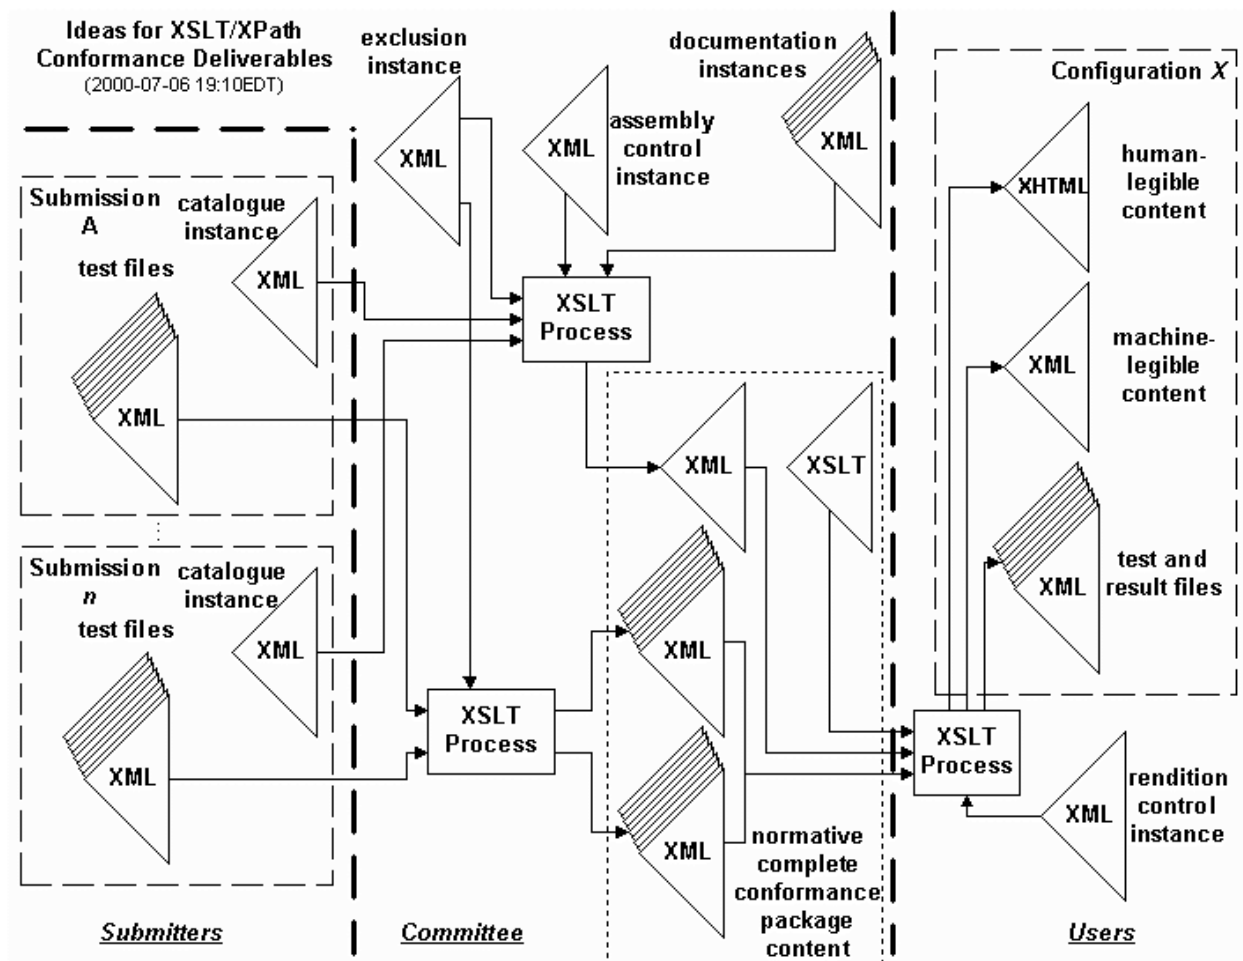 Ideas for XSLT/XPath
Conformance Deliverables
(2000-07-06 19:10EDT)
Submission
A
catalogue
instance
XML
test files
XML
Submission
n
catalogue
instance
XML
test files
XML
Submitters
exclusion
instance
XML
assembly
control
instance
XML
documentation
instances
XML
XSLT
Process
XML
XSLT
XML
XSLT
Process
XML
normative
complete
conformance
package
content
Committee
Configuration X
XHTML
human-
legible
content
XML
machine-
legible
content
XML
test and
result files
XSLT
Process
XML
rendition
control
instance
Users